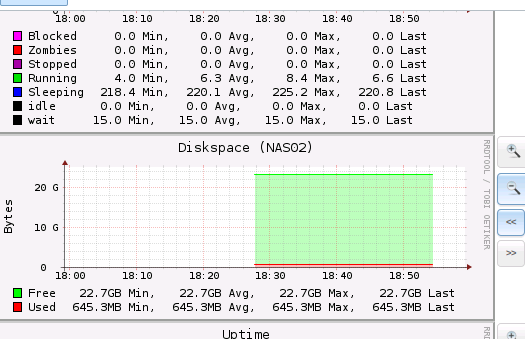 18:00 18:10 18:20 18:30 18:40 18:50
Blocked 0.0 Min, 0.0 Avg, 0.0 Max, 0.0 Last
Zombies 0.0 Min, 0.0 Avg, 0.0 Max, 0.0 Last
Stopped 0.0 Min, 0.0 Avg, 0.0 Max, 0.0 Last
Running 4.0 Min, 6.3 Avg, 8.4 Max, 6.6 Last
Sleeping 218.4 Min, 220.1 Avg, 225.2 Max, 220.8 Last
idle 0.0 Min, 0.0 Avg, 0.0 Max, 0.0 Last
wait 15.0 Min, 15.0 Avg, 15.0 Max, 15.0 Last
Diskspace (NAS02)
RRDTOOL / TOBI OETIKER
Bytes
20 G
10 G
0
18:00 18:10 18:20 18:30 18:40 18:50
Free 22.7GB Min, 22.7GB Avg, 22.7GB Max, 22.7GB Last
Used 645.3MB Min, 645.3MB Avg, 645.3MB Max, 645.3MB Last
<<
>>
Uptime